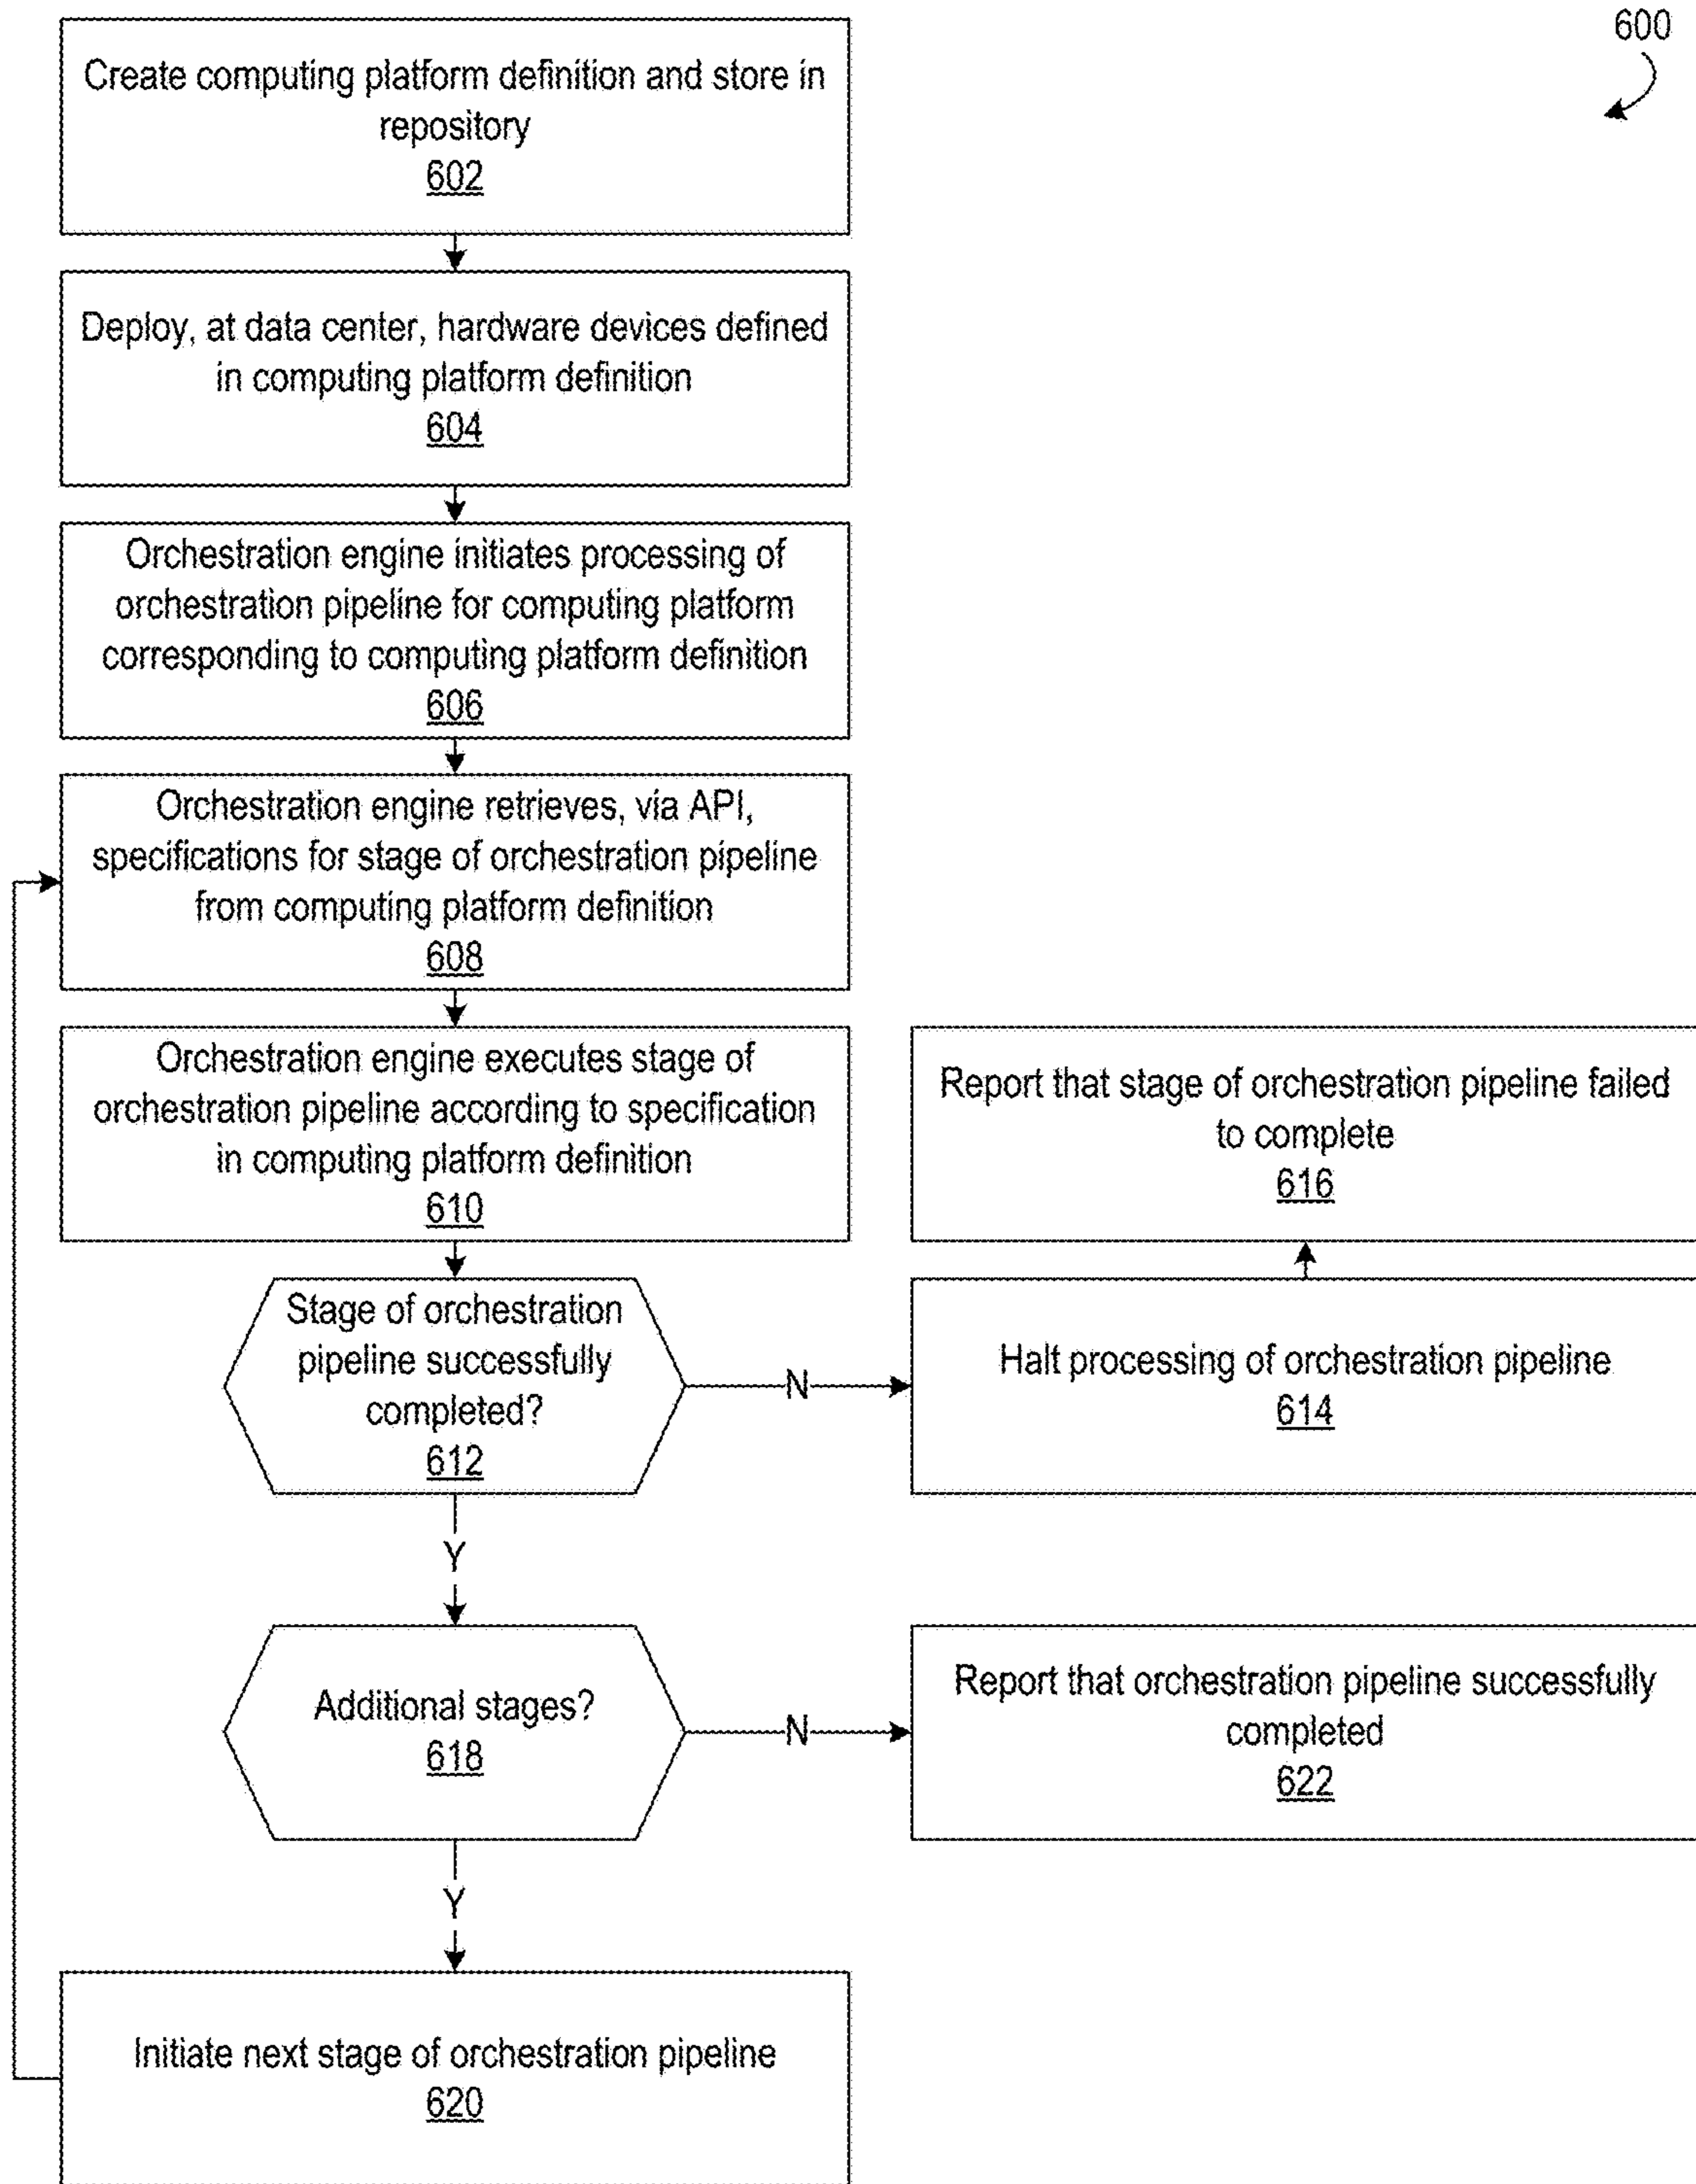 600
Create computing platform definition and store in
repository
602
Deploy, at data center, hardware devices defined
in computing platform definition
604
Orchestration engine initiates processing of
orchestration pipeline for computing platform
corresponding to computing platform definition
606
Orchestration engine retrieves, via API,
specifications for stage of orchestration pipeline
from computing platform definition
608
Orchestration engine executes stage of
orchestration pipeline according to specification
in computing platform definition
610
Report that stage of orchestration pipeline failed
to complete
616
Stage of orchestration
pipeline successfully
completed?
612
N
Halt processing of orchestration pipeline
614
Y
Additional stages?
618
N
Report that orchestration pipeline successfully
completed
622
Y
Initiate next stage of orchestration pipeline
620